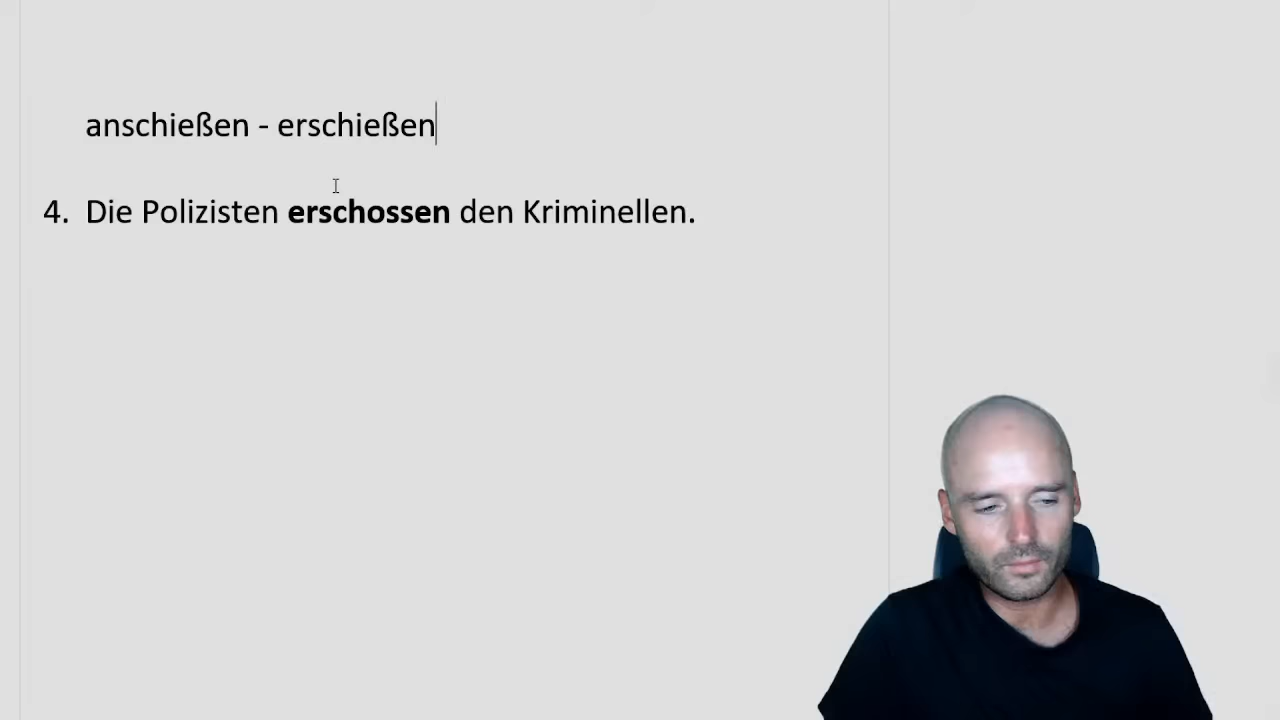 anschießen - erschießen
4. Die Polizisten erschossen den Kriminellen.